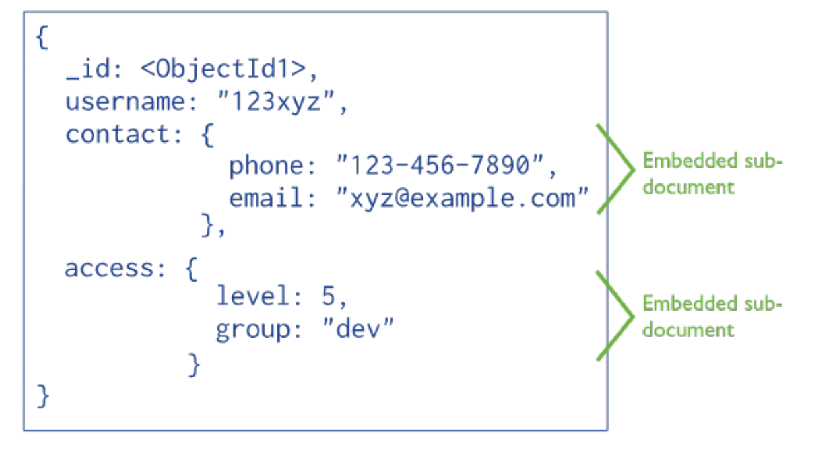 {
_id: <ObjectId1>,
username: "123xyz",
contact: {
phone: "123-456-7890",
email: "xyz@example.com"
},
access: {
level: 5,
group: "dev"
}
}
Embedded sub-
document
Embedded sub-
document